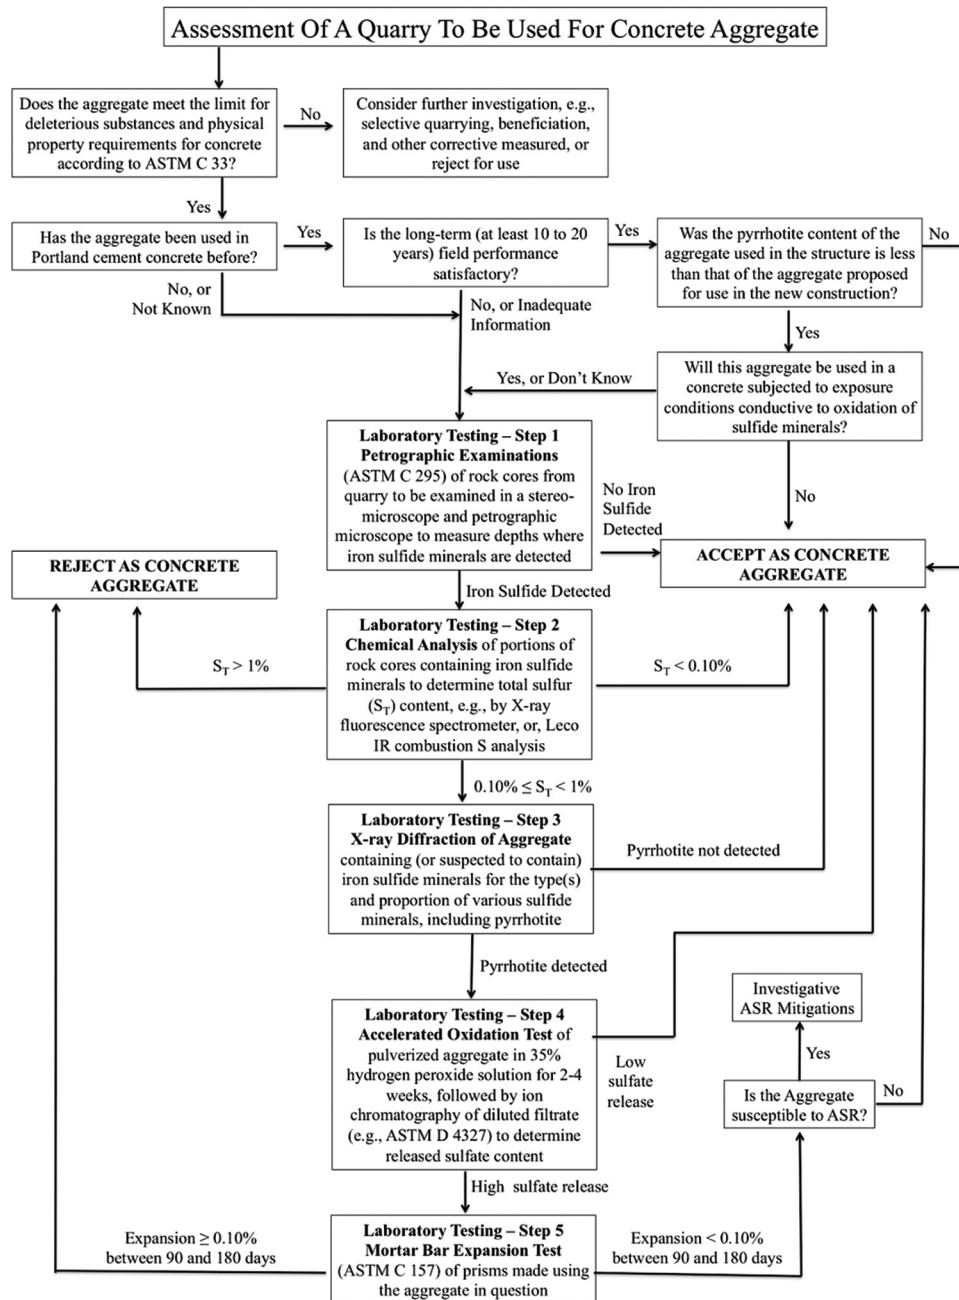 Assessment Of A Quarry To Be Used For Concrete Aggregate
Does the aggregate meet the limit for
deleterious substances and physical
property requirements for concrete
according to ASTM C 33?
No
Consider further investigation, e.g.,
selective quarrying, beneficiation,
and other corrective measured, or
reject for use
Yes
Has the aggregate been used in
Portland cement concrete before?
Yes
Is the long-term (at least 10 to 20
years) field performance
satisfactory?
Yes
Was the pyrrhotite content of the
aggregate used in the structure is less
than that of the aggregate proposed
for use in the new construction?
No
No, or
Not Known
No, or Inadequate
Information
Yes
Yes, or Don’t Know
Will this aggregate be used in a
concrete subjected to exposure
conditions conductive to oxidation of
sulfide minerals?
No
Laboratory Testing – Step 1
Petrographic Examinations
(ASTM C 295) of rock cores from
quarry to be examined in a stereo-
microscope and petrographic
microscope to measure depths where
iron sulfide minerals are detected
No Iron
Sulfide
Detected
ACCEPT AS CONCRETE
AGGREGATE
REJECT AS CONCRETE
AGGREGATE
Iron Sulfide Detected
Laboratory Testing – Step 2
Chemical Analysis of portions of
rock cores containing iron sulfide
minerals to determine total sulfur
(S_T) content, e.g., by X-ray
fluorescence spectrometer, or, Leco
IR combustion S analysis
S_T > 1%
S_T < 0.10%
0.10% ≤ S_T < 1%
Laboratory Testing – Step 3
X-ray Diffraction of Aggregate
containing (or suspected to contain)
iron sulfide minerals for the type(s)
and proportion of various sulfide
minerals, including pyrrhotite
Pyrrhotite not detected
Pyrrhotite detected
Laboratory Testing – Step 4
Accelerated Oxidation Test of
pulverized aggregate in 35%
hydrogen peroxide solution for 2-4
weeks, followed by ion
chromatography of diluted filtrate
(e.g., ASTM D 4327) to determine
released sulfate content
Low
sulfate
release
Investigative
ASR Mitigations
Yes
Is the Aggregate
susceptible to ASR?
No
High sulfate release
Laboratory Testing – Step 5
Mortar Bar Expansion Test
(ASTM C 157) of prisms made using
the aggregate in question
Expansion ≥ 0.10%
between 90 and 180 days
Expansion < 0.10%
between 90 and 180 days